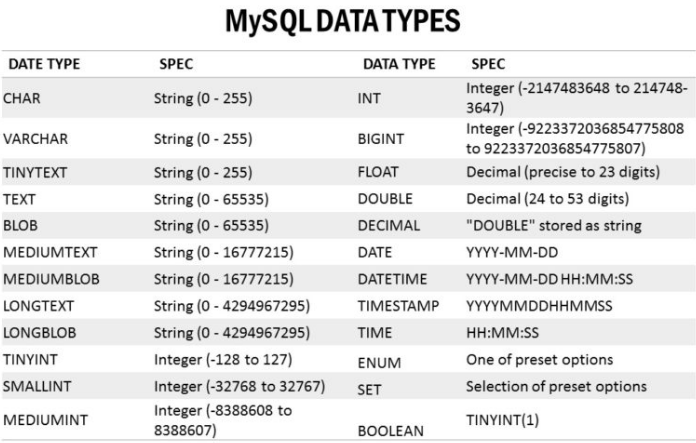 MySQL DATA TYPES
DATE TYPE SPEC DATA TYPE SPEC
CHAR String (0 - 255) INT Integer (-2147483648 to 214748-
3647)
VARCHAR String (0 - 255) BIGINT Integer (-9223372036854775808
to 9223372036854775807)
TINYTEXT String (0 - 255) FLOAT Decimal (precise to 23 digits)
TEXT String (0 - 65535) DOUBLE Decimal (24 to 53 digits)
BLOB String (0 - 65535) DECIMAL "DOUBLE" stored as string
MEDIUMTEXT String (0 - 16777215) DATE YYYY-MM-DD
MEDIUMBLOB String (0 - 16777215) DATETIME YYYY-MM-DD HH:MM:SS
LONGTEXT String (0 - 4294967295) TIMESTAMP YYYYMMDDHHMMSS
LONGBLOB String (0 - 4294967295) TIME HH:MM:SS
TINYINT Integer (-128 to 127) ENUM One of preset options
SMALLINT Integer (-32768 to 32767) SET Selection of preset options
MEDIUMINT Integer (-8388608 to
8388607) BOOLEAN TINYINT(1)